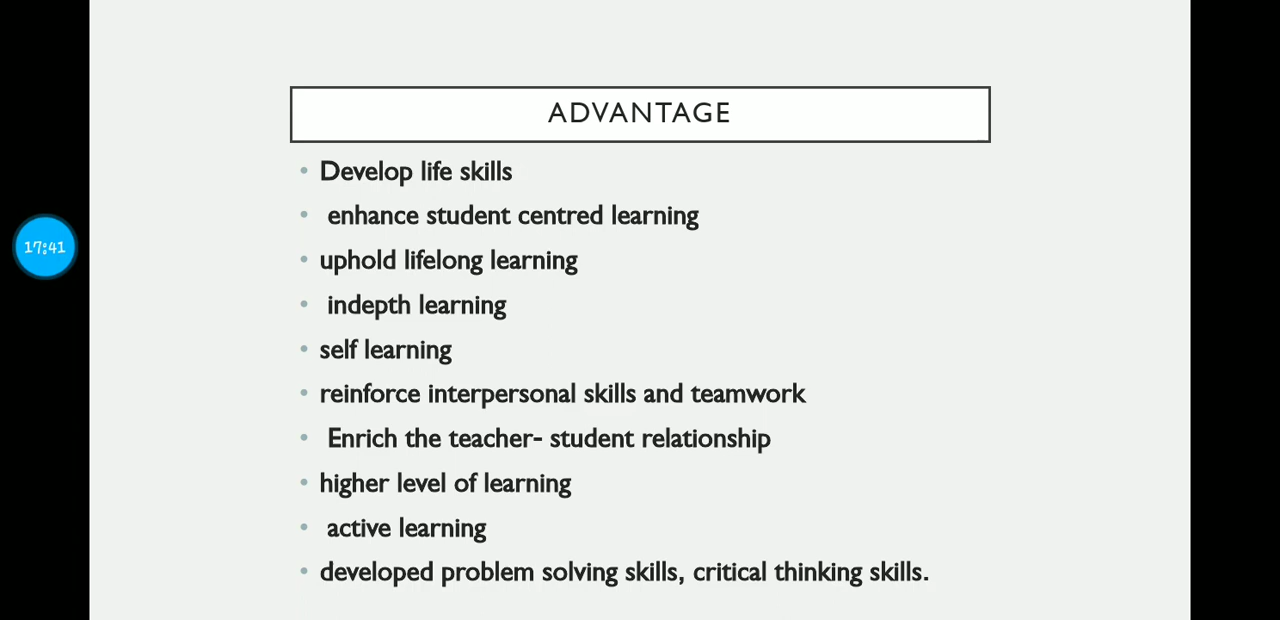 ADVANTAGE
• Develop life skills
• enhance student centred learning
• uphold lifelong learning
• indepth learning
• self learning
• reinforce interpersonal skills and teamwork
• Enrich the teacher- student relationship
• higher level of learning
• active learning
• developed problem solving skills, critical thinking skills.
17:41